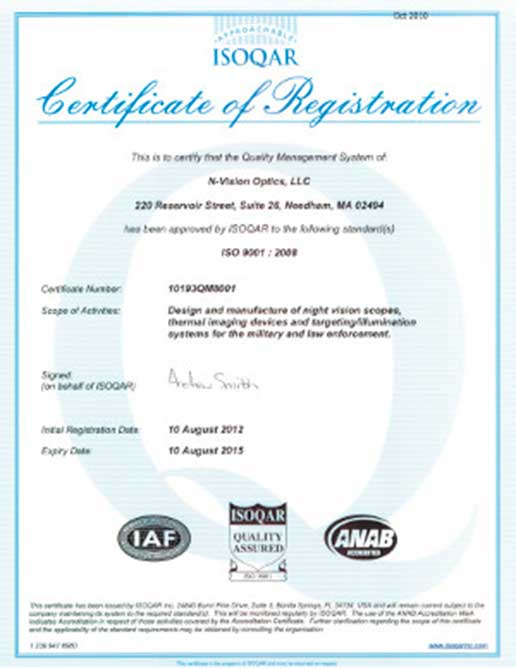 Oct 2010
APPROACHABLE
ISOQAR
Certificate of Registration
This is to certify that the Quality Management System of:
N-Vision Optics, LLC
220 Reservoir Street, Suite 26, Needham, MA 02494
has been approved by ISOQAR to the following standard(s)
ISO 9001 : 2008
Certificate Number: 10193QM8001
Scope of Activities: Design and manufacture of night vision scopes,
thermal imaging devices and targeting/illumination
systems for the military and law enforcement.
Signed:
(on behalf of ISOQAR)
Andrew Smith
Initial Registration Date: 10 August 2012
Expiry Date: 10 August 2015
IAF
ISOQAR
QUALITY
ASSURED
ISO 9001
ANAB
ACCREDITED
This certificate has been issued by ISOQAR Inc. Bonita Springs, FL, USA and will remain current subject to the
company maintaining its system to the required standard(s). This will be monitored regularly by ISOQAR. The use of the ANAB Accreditation Mark
indicates Accreditation in respect of those activities covered by the Accreditation Certificate. Further clarification regarding the scope of this certificate
and the applicability of the standard requirements may be obtained by consulting the organisation
www.isoqarinc.com
This certificate is the property of ISOQAR and must be returned on request